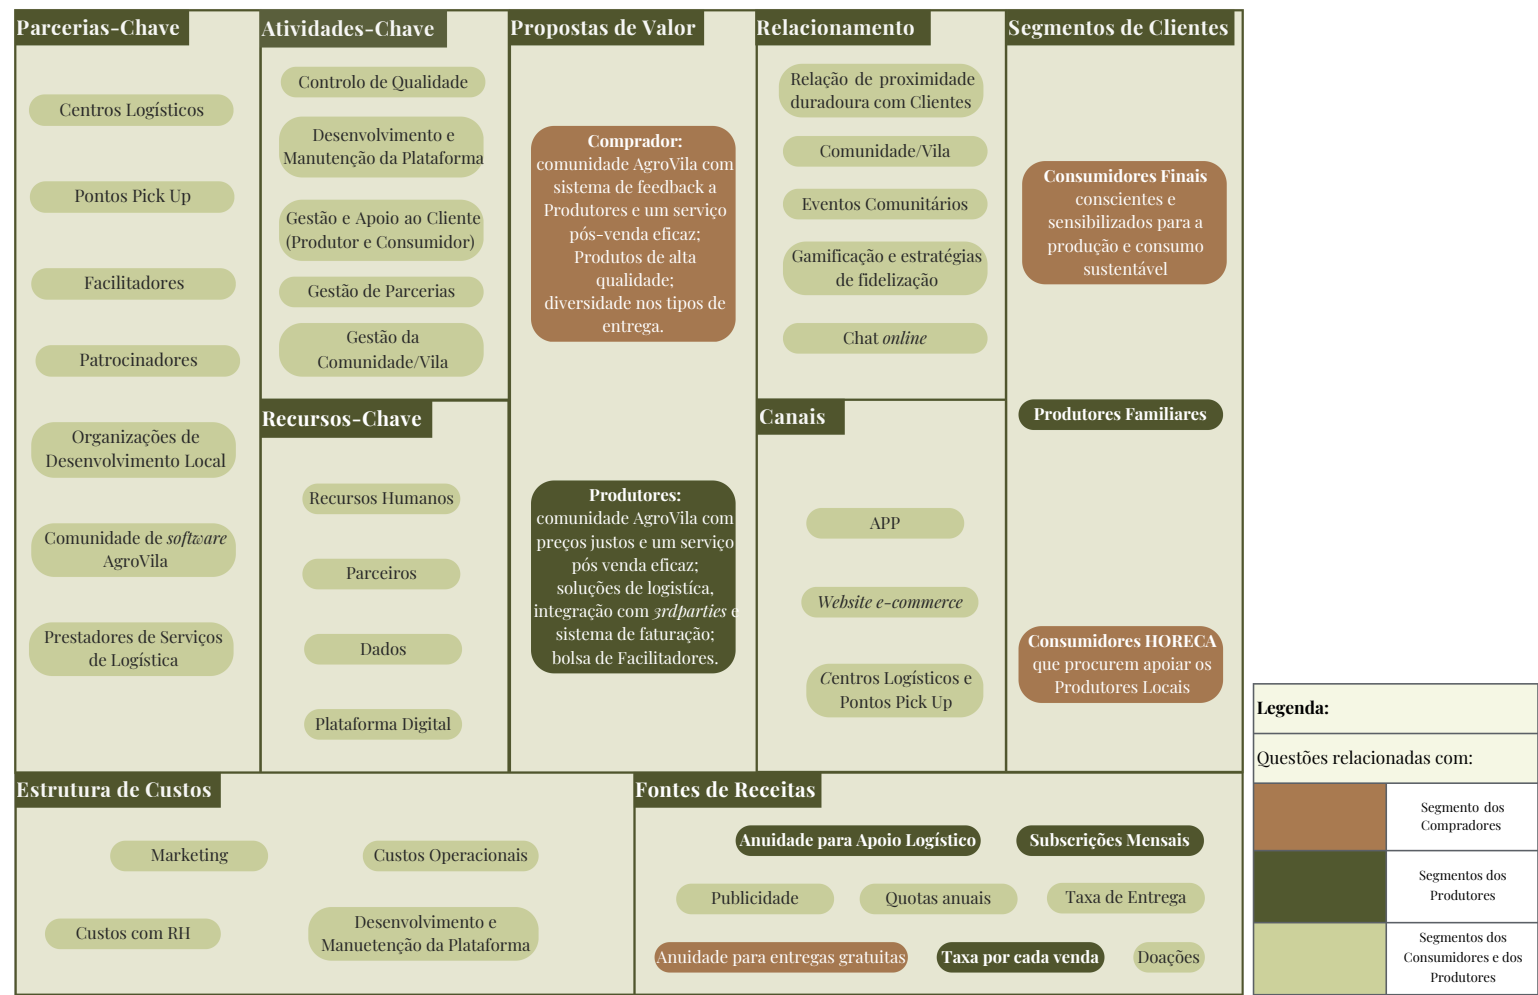 Parcerias-Chave
Centros Logísticos
Pontos Pick Up
Facilitadores
Patrocinadores
Organizações de
Desenvolvimento Local
Comunidade de software
AgroVila
Prestadores de Serviços
de Logística
Atividades-Chave
Controlo de Qualidade
Desenvolvimento e
Manutenção da Plataforma
Gestão e Apoio ao Cliente
(Produtor e Consumidor)
Gestão de Parcerias
Gestão da
Comunidade/Vila
Recursos-Chave
Recursos Humanos
Parceiros
Dados
Plataforma Digital
Propostas de Valor
Comprador:
comunidade AgroVila com
sistema de feedback a
Produtores e um serviço
pós-venda eficaz;
Produtos de alta
qualidade;
diversidade nos tipos de
entrega.
Produtores:
comunidade AgroVila com
preços justos e um serviço
pós venda eficaz;
soluções de logistíca,
integração com 3rdparties e
sistema de faturação;
bolsa de Facilitadores.
Relacionamento
Relação de proximidade
duradoura com Clientes
Comunidade/Vila
Eventos Comunitários
Gamificação e estratégias
de fidelização
Chat online
Canais
APP
Website e-commerce
Centros Logísticos e
Pontos Pick Up
Segmentos de Clientes
Consumidores Finais
conscientes e
sensibilizados para a
produção e consumo
sustentável
Produtores Familiares
Consumidores HORECA
que procurem apoiar os
Produtores Locais
Estrutura de Custos
Marketing
Custos Operacionais
Custos com RH
Desenvolvimento e
Manuetenção da Plataforma
Fontes de Receitas
Anuidade para Apoio Logístico
Subscrições Mensais
Publicidade
Quotas anuais
Taxa de Entrega
Anuidade para entregas gratuitas
Taxa por cada venda
Doações
Legenda:
Questões relacionadas com:
Segmento dos
Compradores
Segmentos dos
Produtores
Segmentos dos
Consumidores e dos
Produtores